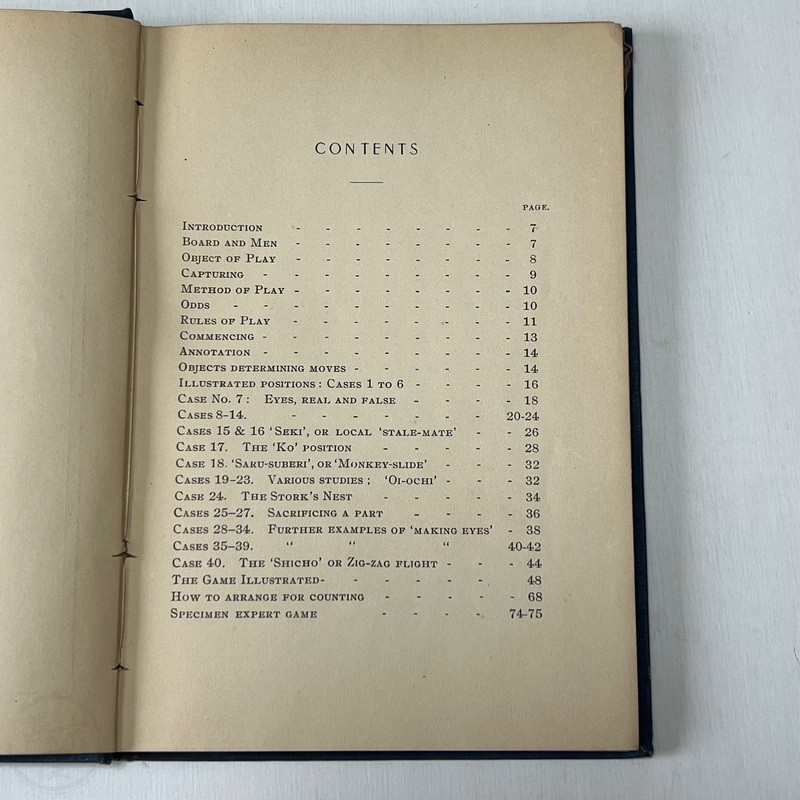 CONTENTS
PAGE.
INTRODUCTION - - - - - - - - 7
BOARD AND MEN - - - - - - - - 7
OBJECT OF PLAY - - - - - - - - 8
CAPTURING - - - - - - - - - 9
METHOD OF PLAY - - - - - - - - 10
ODDS - - - - - - - - - - 10
RULES OF PLAY - - - - - - - - 11
COMMENCING - - - - - - - - - 13
ANNOTATION - - - - - - - - - 14
OBJECTS DETERMINING MOVES - - - - - - 14
ILLUSTRATED POSITIONS: CASES 1 TO 6 - - - - 16
CASE NO. 7: EYES, REAL AND FALSE - - - - 18
CASES 8-14. - - - - - - - 20-24
CASES 15 & 16 'SEKI', OR LOCAL 'STALE-MATE' - - 26
CASE 17. THE 'KO' POSITION - - - - - 28
CASE 18. 'SARU-SUBERI', OR 'MONKEY-SLIDE' - - - 32
CASES 19-23. VARIOUS STUDIES: 'OI-OCHI' - - - 32
CASE 24. THE STORK'S NEST - - - - - 34
CASES 25-27. SACRIFICING A PART - - - - 36
CASES 28-34. FURTHER EXAMPLES OF 'MAKING EYES' - 38
CASES 35-39. " " " 40-42
CASE 40. THE 'SHICHO' OR ZIG-ZAG FLIGHT - - - 44
THE GAME ILLUSTRATED - - - - - - 48
HOW TO ARRANGE FOR COUNTING - - - - - 68
SPECIMEN EXPERT GAME - - - - 74-75